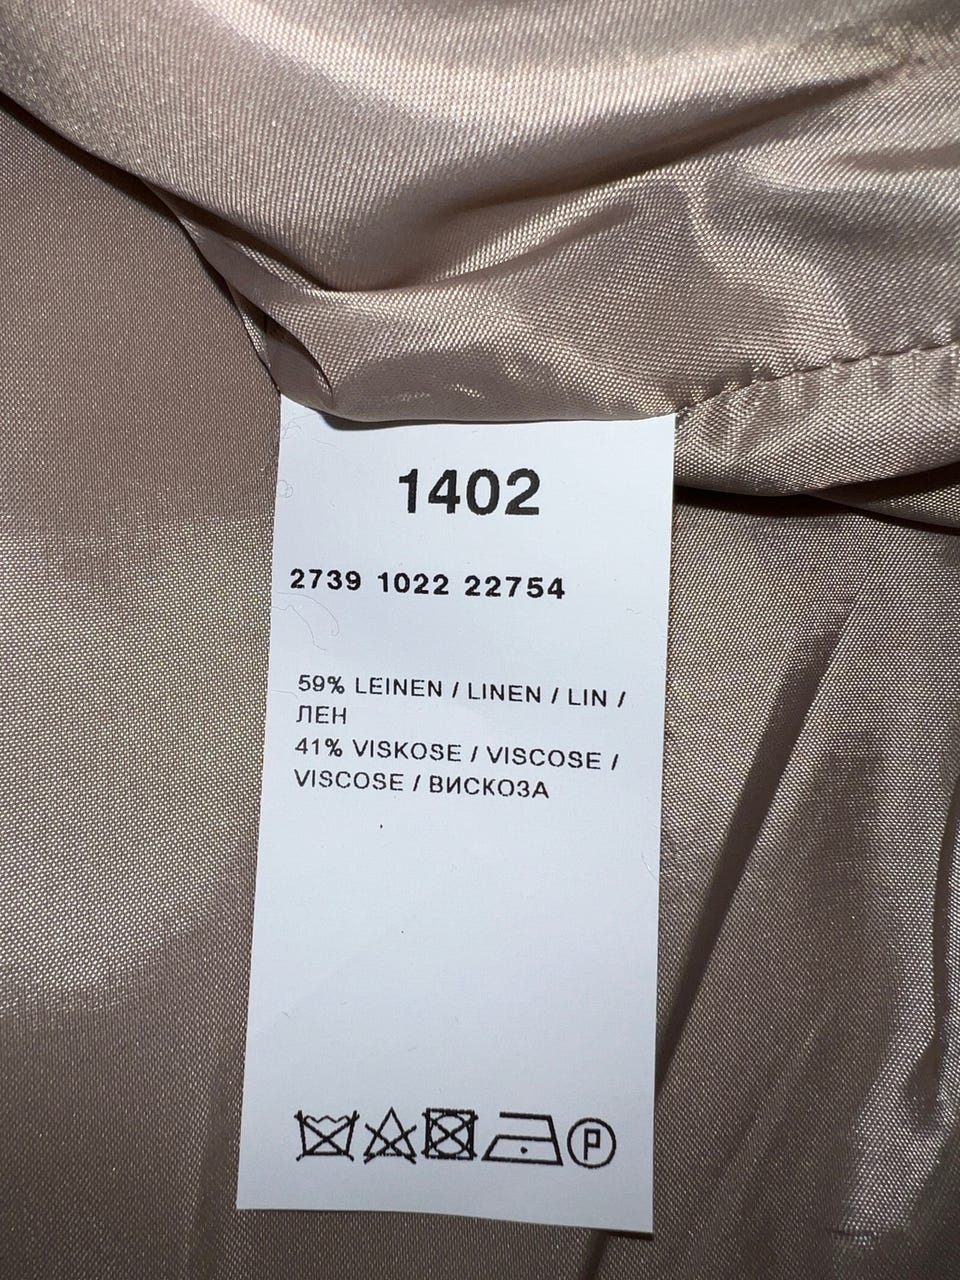 1402
2739 1022 22754
59% LEINEN / LINEN / LIN /
ЛЕН
41% VISKOSE / VISCOSE /
VISCOSE / ВИСКОЗА
P